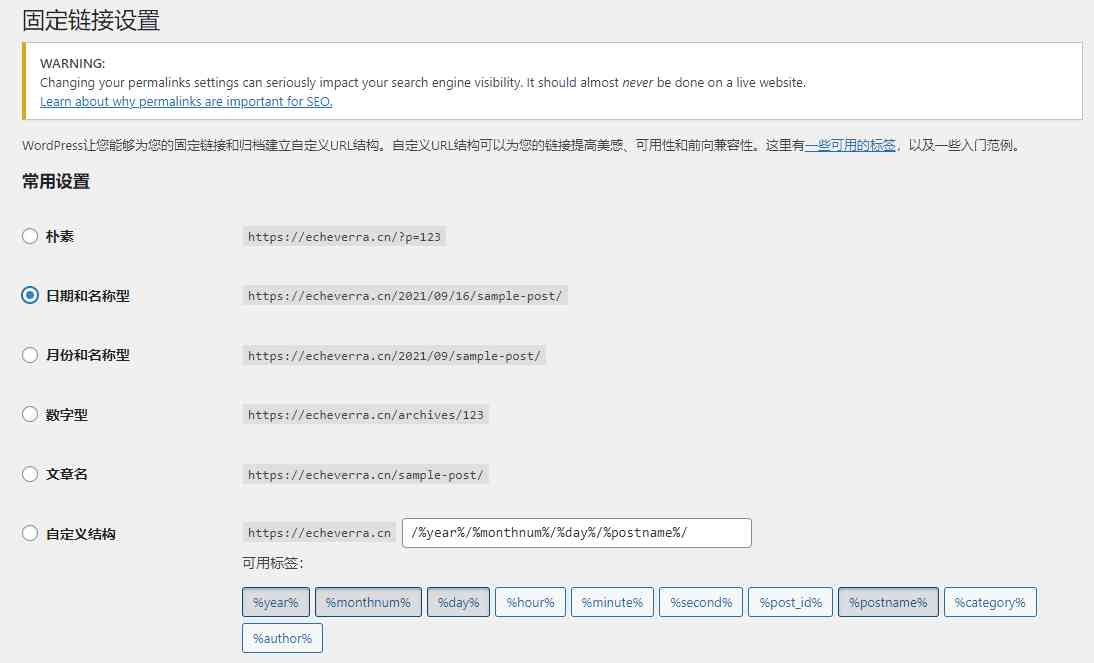 固定链接设置
WARNING:
Changing your permalinks settings can seriously impact your search engine visibility. It should almost never be done on a live website.
Learn about why permalinks are important for SEO.
WordPress让您能够为您的固定链接和归档建立自定义URL结构。自定义URL结构可以为您的链接提高美感、可用性和前向兼容性。这里有一些可用的标签，以及一些入门范例。
常用设置
朴素 https://echeverra.cn/?p=123
日期和名称型 https://echeverra.cn/2021/09/16/sample-post/
月份和名称型 https://echeverra.cn/2021/09/sample-post/
数字型 https://echeverra.cn/archives/123
文章名 https://echeverra.cn/sample-post/
自定义结构 https://echeverra.cn /%year%/%monthnum%/%day%/%postname%/
可用标签：
%year% %monthnum% %day% %hour% %minute% %second% %post_id% %postname% %category%
%author%